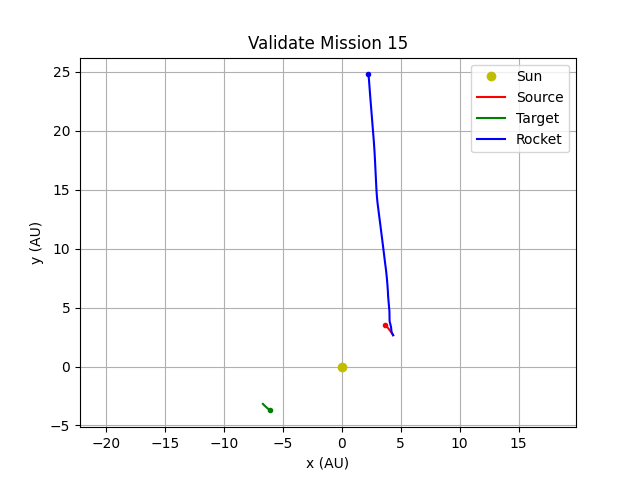 Validate Mission 15
Sun
Source
Target
Rocket
y (AU)
25
20
15
10
5
0
−5
−20
−15
−10
−5
0
5
10
15
x (AU)